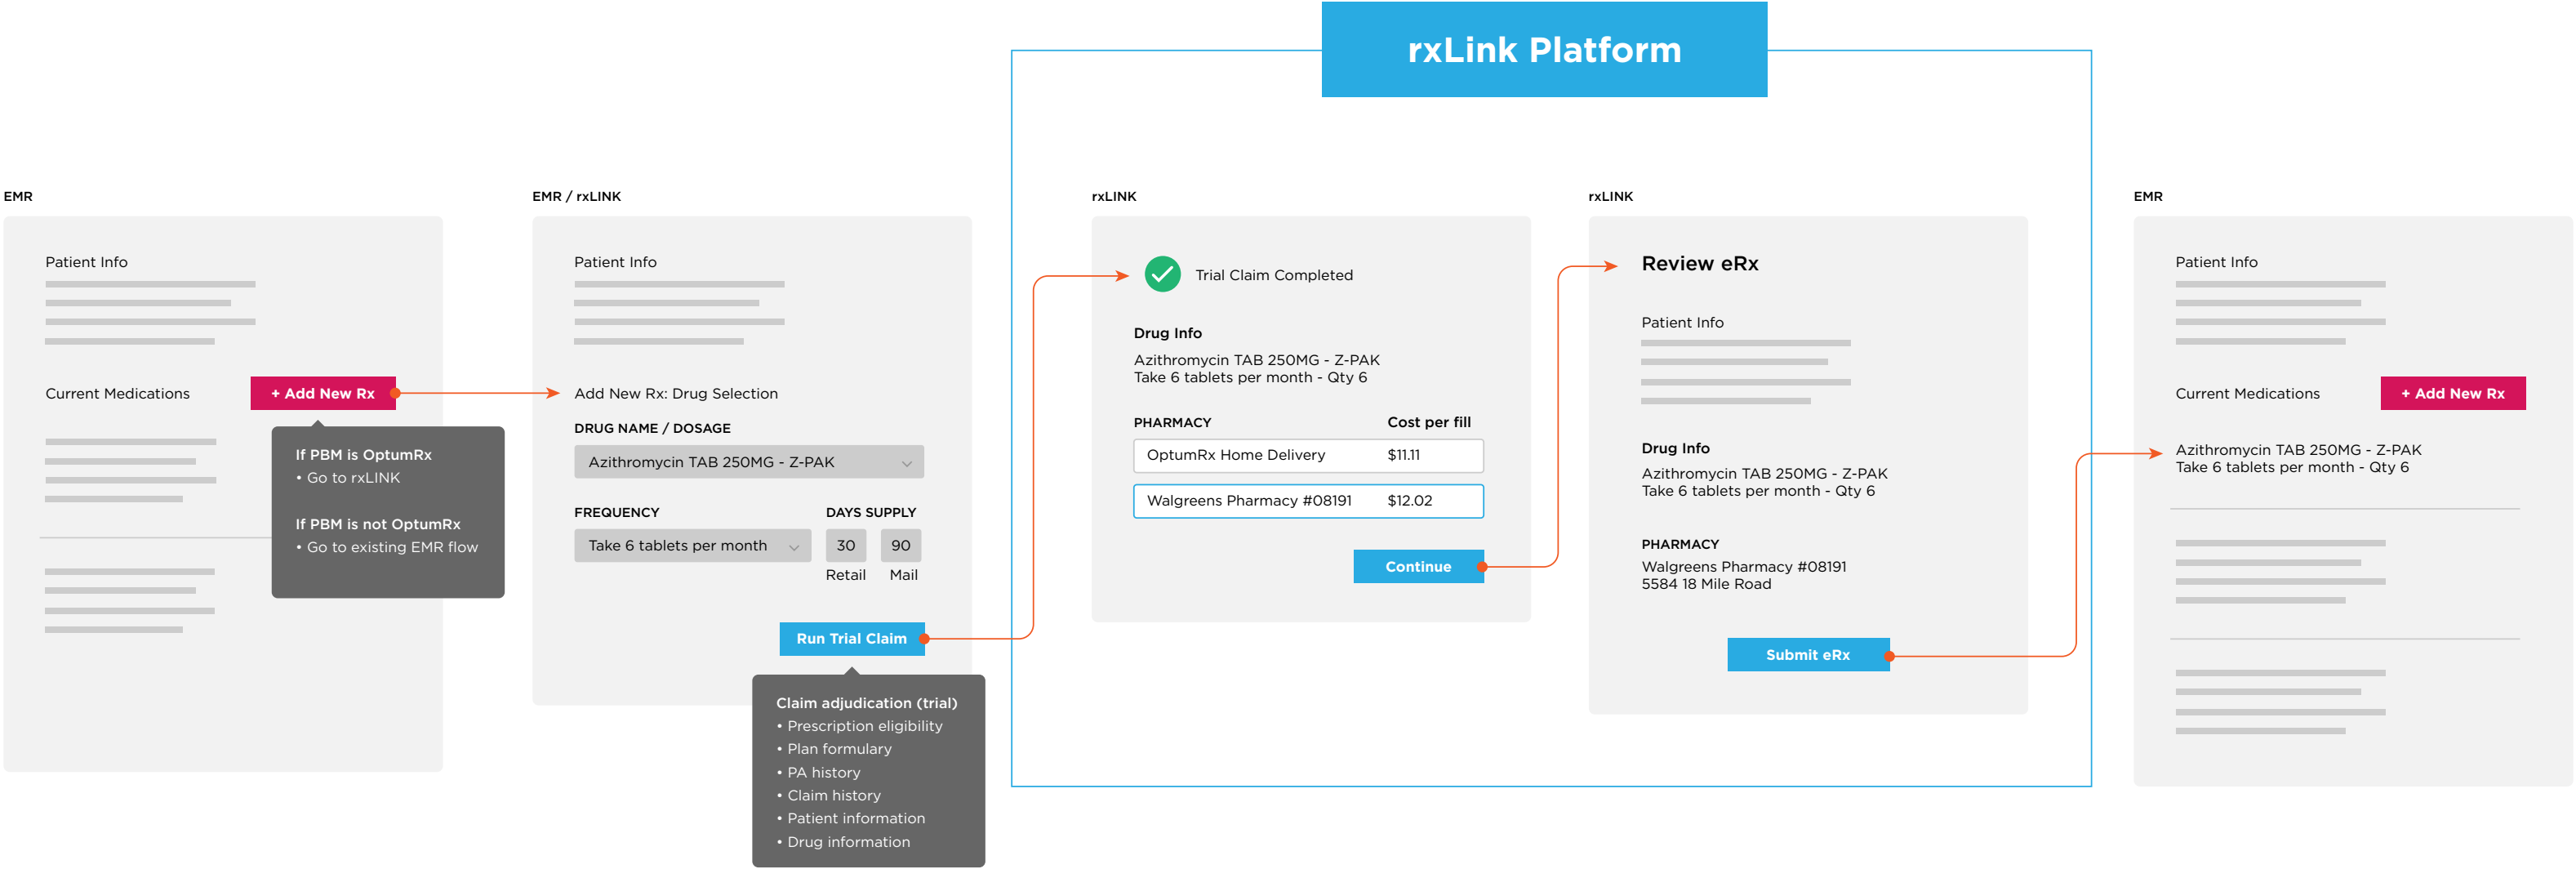 rxLink Platform
EMR
Patient Info
Current Medications
+ Add New Rx
If PBM is OptumRx
• Go to rxLINK
If PBM is not OptumRx
• Go to existing EMR flow
EMR / rxLINK
Patient Info
Add New Rx: Drug Selection
DRUG NAME / DOSAGE
Azithromycin TAB 250MG - Z-PAK
FREQUENCY
DAYS SUPPLY
Take 6 tablets per month
30
90
Retail
Mail
Run Trial Claim
Claim adjudication (trial)
• Prescription eligibility
• Plan formulary
• PA history
• Claim history
• Patient information
• Drug information
rxLINK
Trial Claim Completed
Drug Info
Azithromycin TAB 250MG - Z-PAK
Take 6 tablets per month - Qty 6
PHARMACY
Cost per fill
OptumRx Home Delivery
$11.11
Walgreens Pharmacy #08191
$12.02
Continue
rxLINK
Review eRx
Patient Info
Drug Info
Azithromycin TAB 250MG - Z-PAK
Take 6 tablets per month - Qty 6
PHARMACY
Walgreens Pharmacy #08191
5584 18 Mile Road
Submit eRx
EMR
Patient Info
Current Medications
+ Add New Rx
Azithromycin TAB 250MG - Z-PAK
Take 6 tablets per month - Qty 6